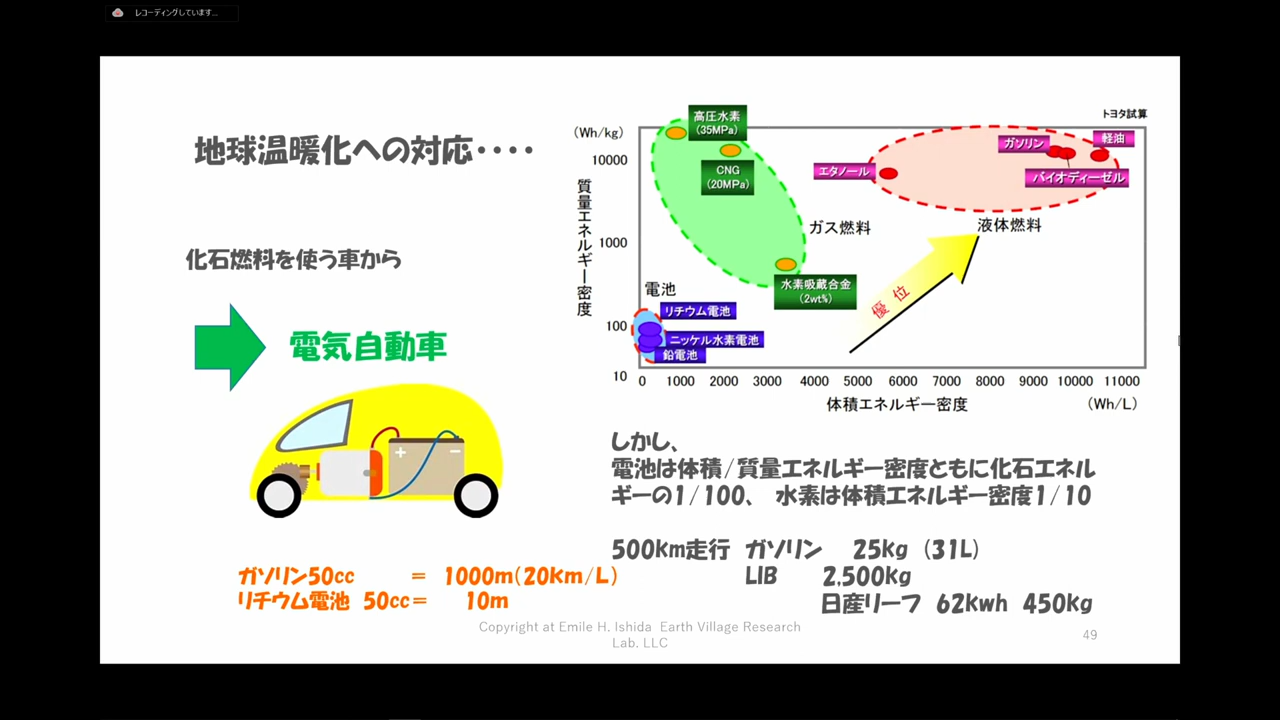 レコーディングしています...
地球温暖化への対応････
化石燃料を使う車から
電気自動車
+ −
ガソリン50cc = 1000m(20km/L)
リチウム電池 50cc= 10m
トヨタ試算
(Wh/kg)
質量エネルギー密度
10000
1000
100
10
高圧水素
(35MPa)
CNG
(20MPa)
水素吸蔵合金
(2wt%)
ガス燃料
エタノール
ガソリン
軽油
バイオディーゼル
液体燃料
優位
電池
リチウム電池
ニッケル水素電池
鉛電池
0 1000 2000 3000 4000 5000 6000 7000 8000 9000 10000 11000
体積エネルギー密度 (Wh/L)
しかし、
電池は体積/質量エネルギー密度ともに化石エネル
ギーの1/100、 水素は体積エネルギー密度1/10
500km走行 ガソリン 25kg (31L)
LIB 2,500kg
日産リーフ 62kwh 450kg
Copyright at Emile H. Ishida Earth Village Research
Lab. LLC
49